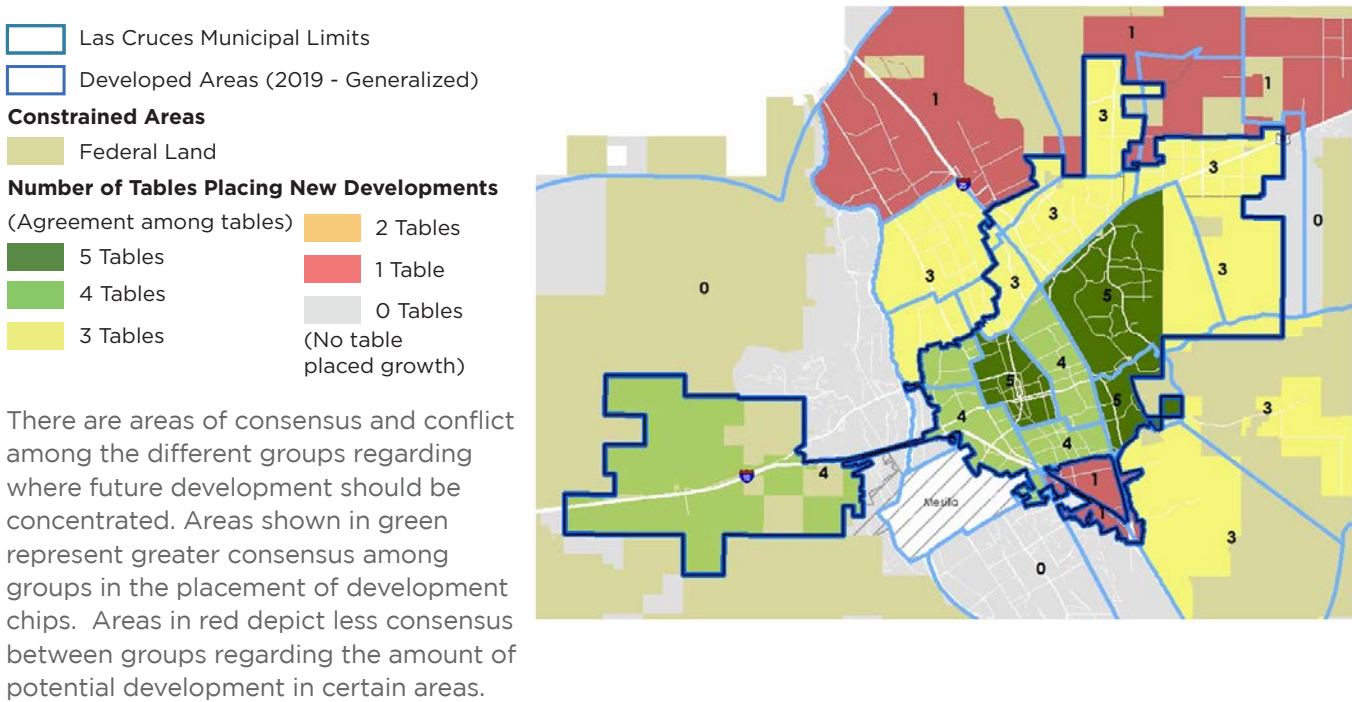 Las Cruces Municipal Limits
Developed Areas (2019 - Generalized)
Constrained Areas
Federal Land
Number of Tables Placing New Developments
(Agreement among tables)
5 Tables
4 Tables
3 Tables
2 Tables
1 Table
0 Tables
(No table
placed growth)
There are areas of consensus and conflict
among the different groups regarding
where future development should be
concentrated. Areas shown in green
represent greater consensus among
groups in the placement of development
chips. Areas in red depict less consensus
between groups regarding the amount of
potential development in certain areas.
1
1
1
3
3
3
0
3
3
3
5
0
4
5
5
3
4
4
4
10
25
Mesilla
1
1
3
0